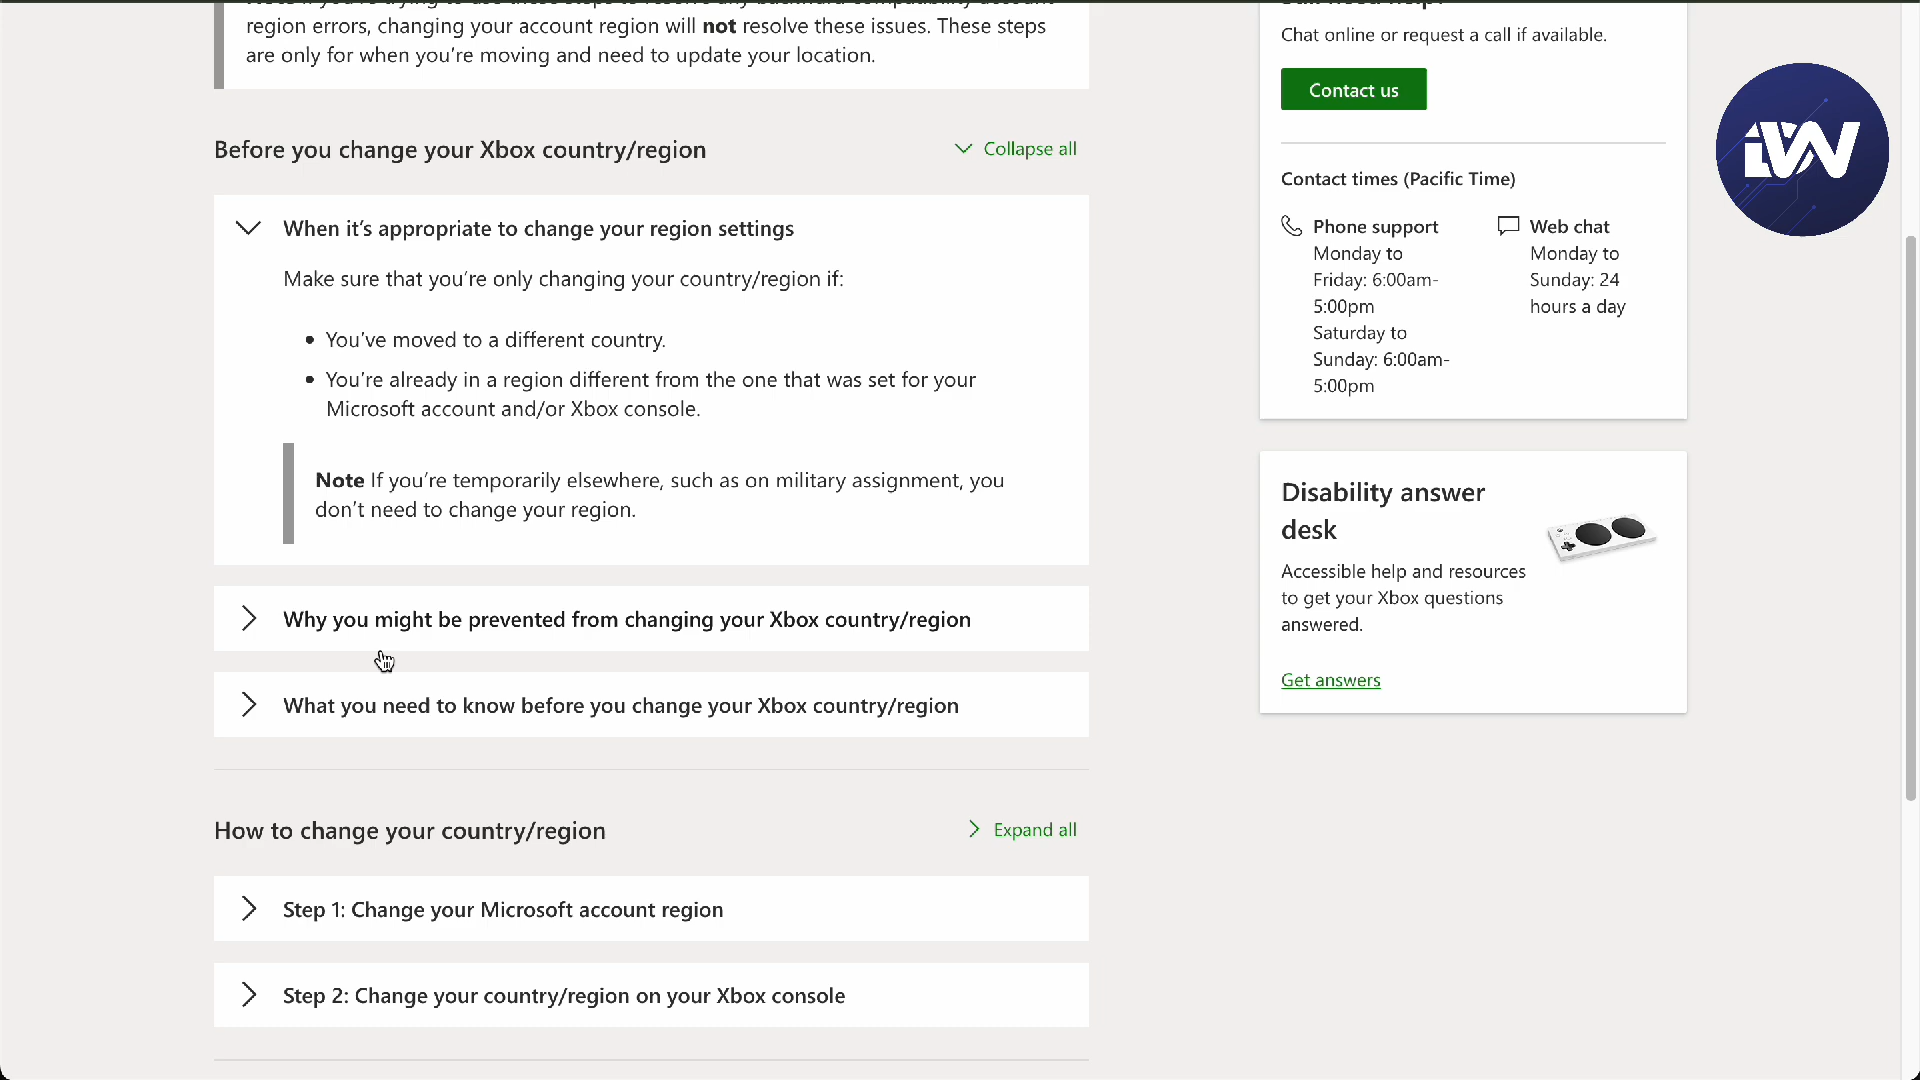 region errors, changing your account region will not resolve these issues. These steps
are only for when you're moving and need to update your location.
Before you change your Xbox country/region
Collapse all
When it's appropriate to change your region settings
Make sure that you're only changing your country/region if:
• You've moved to a different country.
• You're already in a region different from the one that was set for your
Microsoft account and/or Xbox console.
Note If you're temporarily elsewhere, such as on military assignment, you
don't need to change your region.
Why you might be prevented from changing your Xbox country/region
What you need to know before you change your Xbox country/region
How to change your country/region
Expand all
Step 1: Change your Microsoft account region
Step 2: Change your country/region on your Xbox console
Chat online or request a call if available.
Contact us
Contact times (Pacific Time)
Phone support
Monday to
Friday: 6:00am-
5:00pm
Saturday to
Sunday: 6:00am-
5:00pm
Web chat
Monday to
Sunday: 24
hours a day
Disability answer
desk
Accessible help and resources
to get your Xbox questions
answered.
Get answers